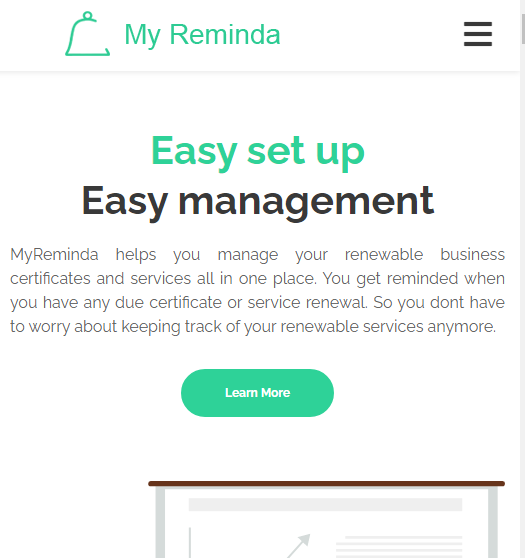 My Reminda
Easy set up
Easy management
MyReminda helps you manage your renewable business
certificates and services all in one place. You get reminded when
you have any due certificate or service renewal. So you dont have
to worry about keeping track of your renewable services anymore.
Learn More